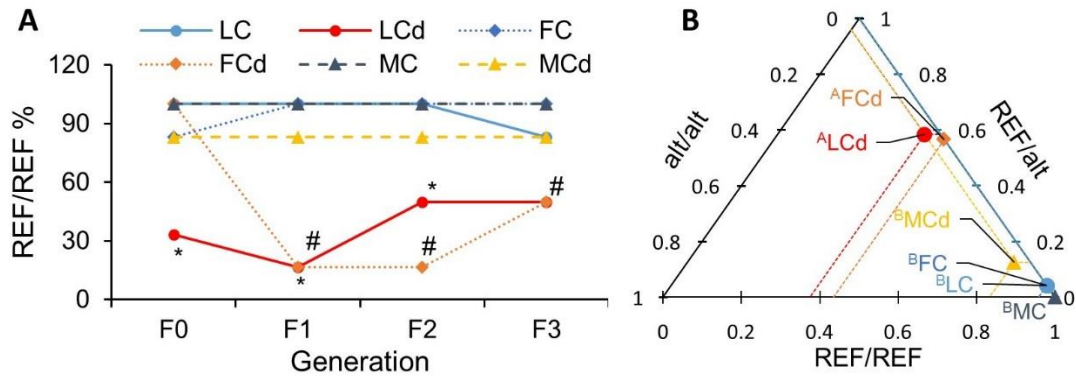 A
LC LCd FC
FCd MC MCd
REF/REF %
120
90
60
30
0
* # * * # #
F0 F1 F2 F3
Generation
B
0 1
0.2 0.8
0.4 0.6
0.6 0.4
0.8 0.2
1 0
alt/alt
REF/alt
AFCd
ALCd
BMCd
BFC
BLC
BMC
0 0.2 0.4 0.6 0.8 1
REF/REF